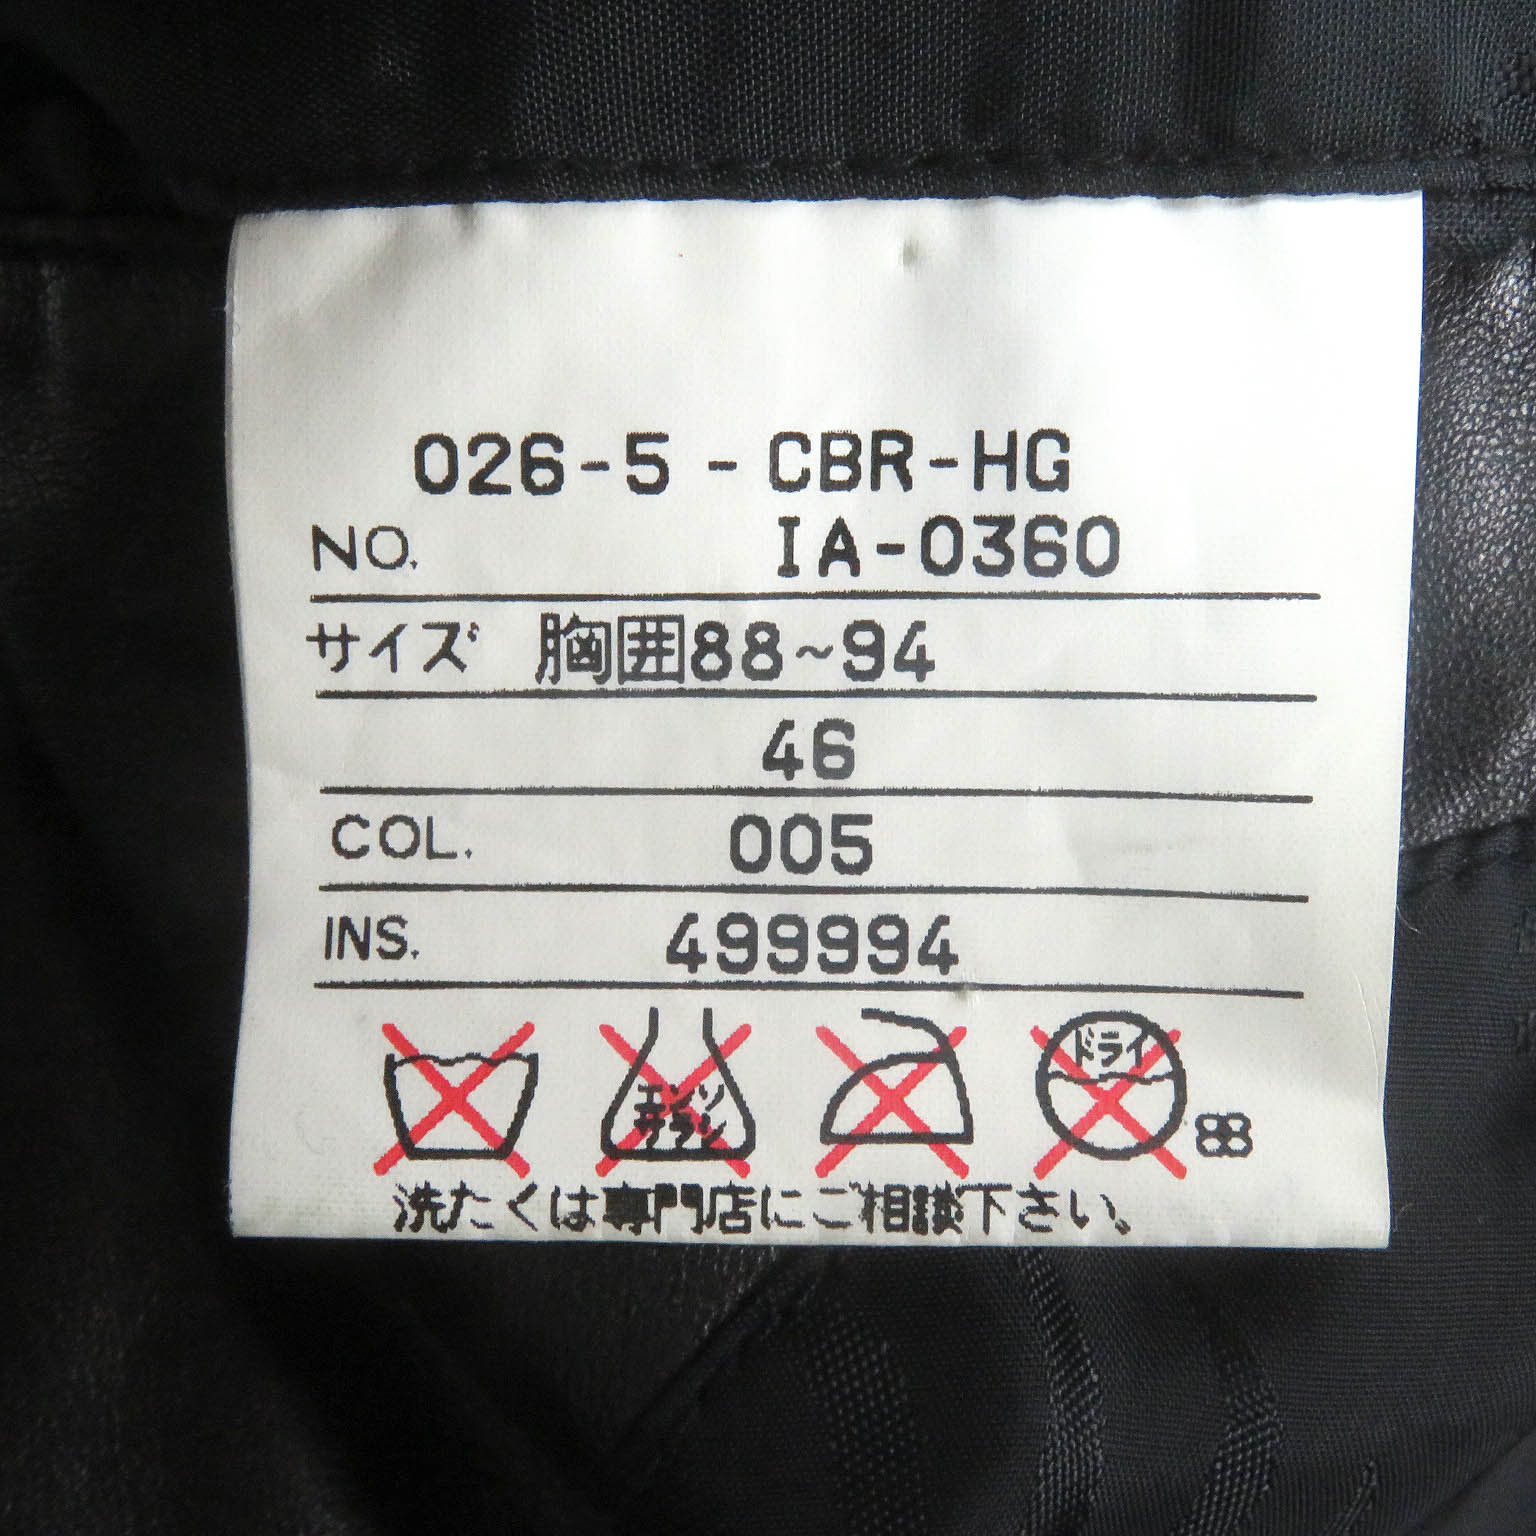 026-5-CBR-HG
NO. IA-0360
サイズ 胸囲88~94
46
COL. 005
INS. 499994
エンソ
サラシ
ドライ
88
洗たくは専門店にご相談下さい。